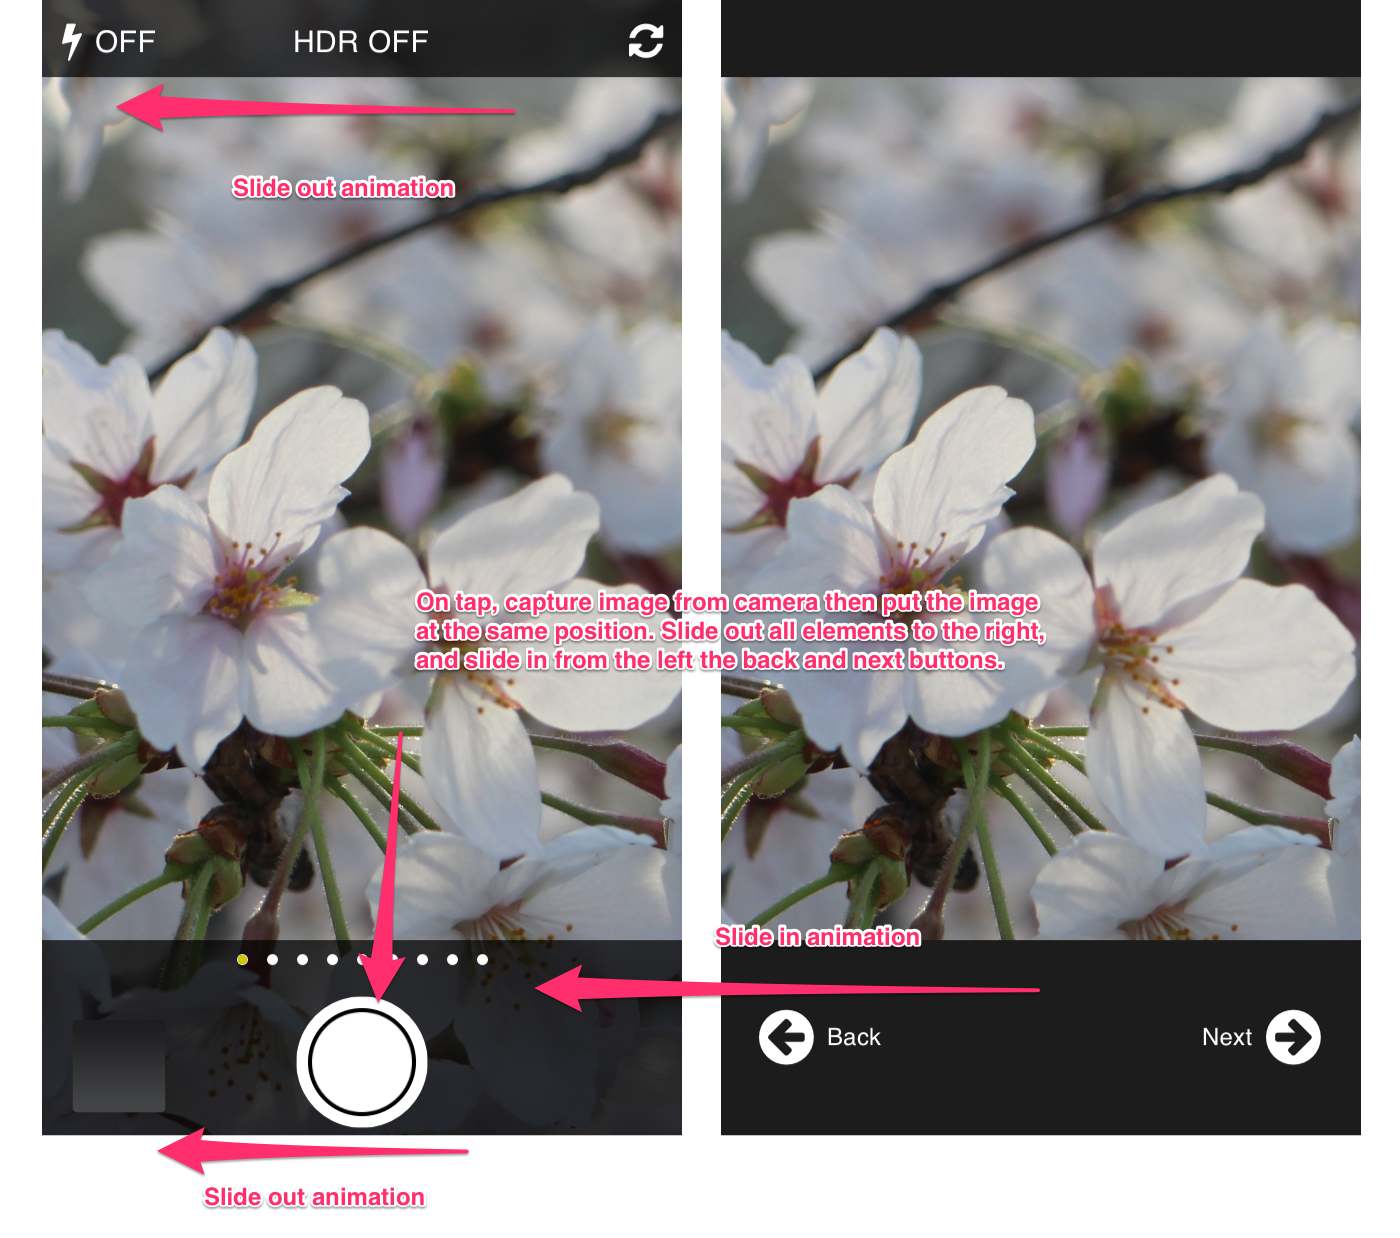 OFF
HDR OFF
Slide out animation
On tap, capture image from camera then put the image
at the same position. Slide out all elements to the right,
and slide in from the left the back and next buttons.
Slide in animation
Back
Next
Slide out animation